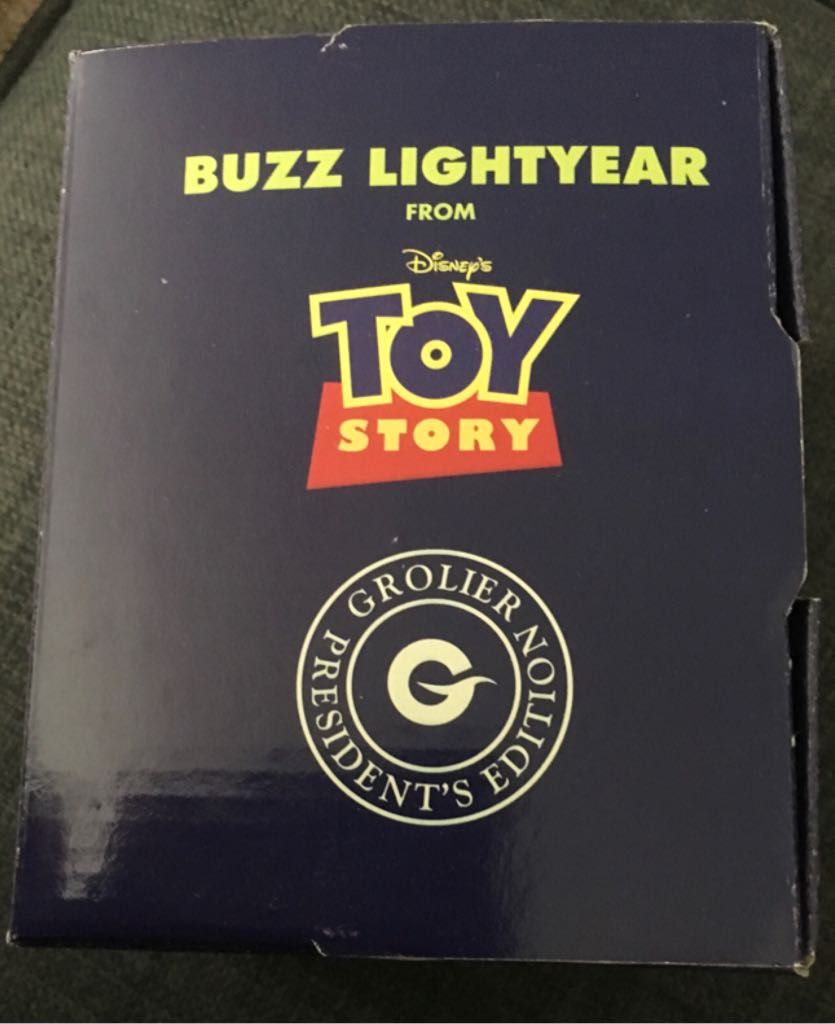 BUZZ LIGHTYEAR
FROM
DISNEY'S
TOY
STORY
GROLIER
PRESIDENT'S EDITION
G